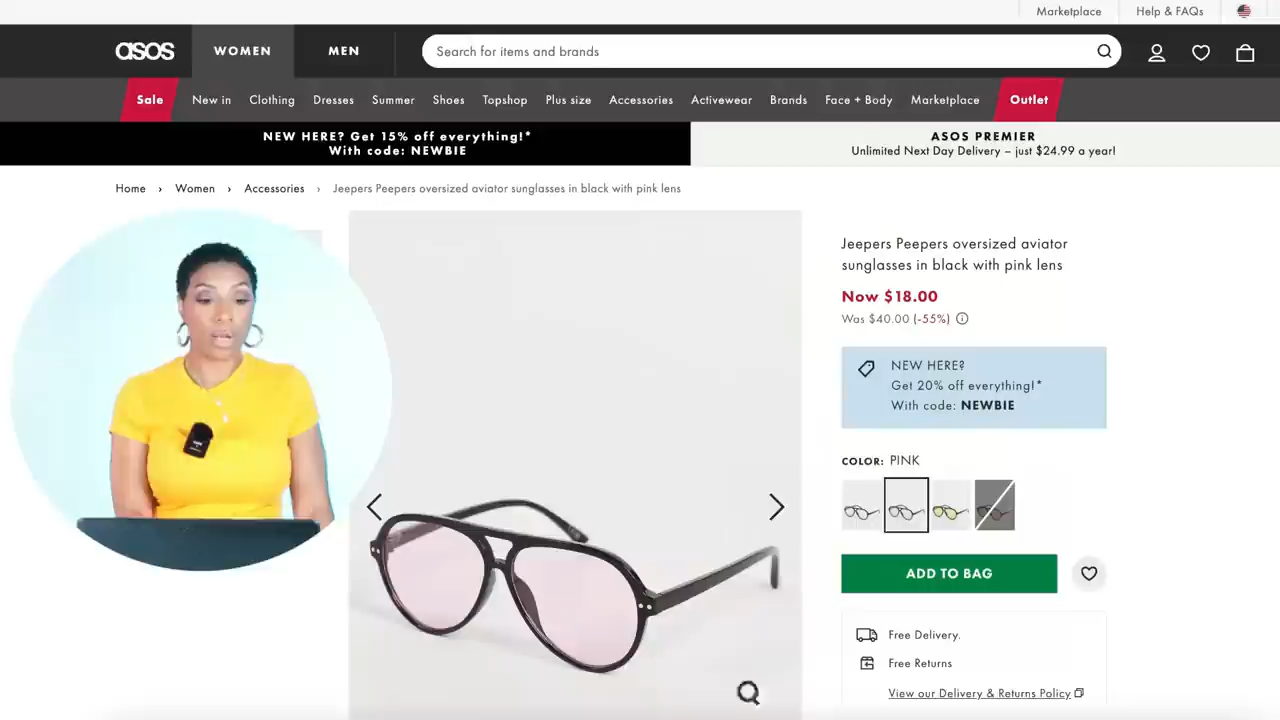 Marketplace
Help & FAQs
asos
WOMEN
MEN
Search for items and brands
Sale
New in
Clothing
Dresses
Summer
Shoes
Topshop
Plus size
Accessories
Activewear
Brands
Face + Body
Marketplace
Outlet
NEW HERE? Get 15% off everything!*
With code: NEWBIE
ASOS PREMIER
Unlimited Next Day Delivery – just $24.99 a year!
Home › Women › Accessories › Jeepers Peepers oversized aviator sunglasses in black with pink lens
Jeepers Peepers oversized aviator
sunglasses in black with pink lens
Now $18.00
Was $40.00 (-55%)
NEW HERE?
Get 20% off everything!*
With code: NEWBIE
COLOR: PINK
ADD TO BAG
Free Delivery.
Free Returns
View our Delivery & Returns Policy